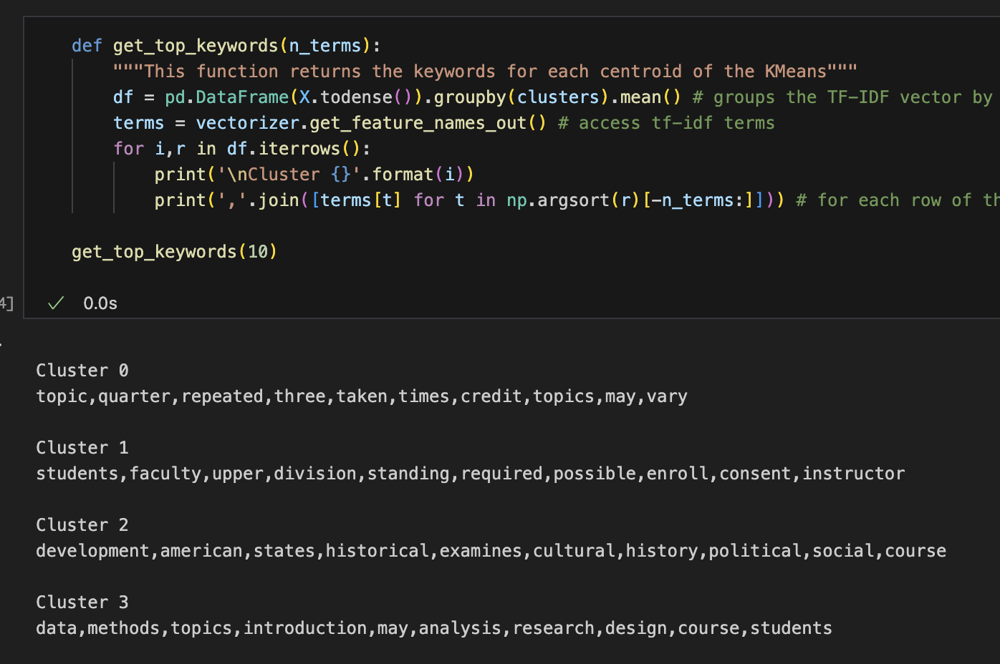 def get_top_keywords(n_terms):
"""This function returns the keywords for each centroid of the KMeans"""
df = pd.DataFrame(X.todense()).groupby(clusters).mean() # groups the TF-IDF vector by
terms = vectorizer.get_feature_names_out() # access tf-idf terms
for i,r in df.iterrows():
print('\nCluster {}'.format(i))
print(','.join([terms[t] for t in np.argsort(r)[-n_terms:]])) # for each row of th
get_top_keywords(10)
4]
0.0s
Cluster 0
topic,quarter,repeated,three,taken,times,credit,topics,may,vary
Cluster 1
students,faculty,upper,division,standing,required,possible,enroll,consent,instructor
Cluster 2
development,american,states,historical,examines,cultural,history,political,social,course
Cluster 3
data,methods,topics,introduction,may,analysis,research,design,course,students